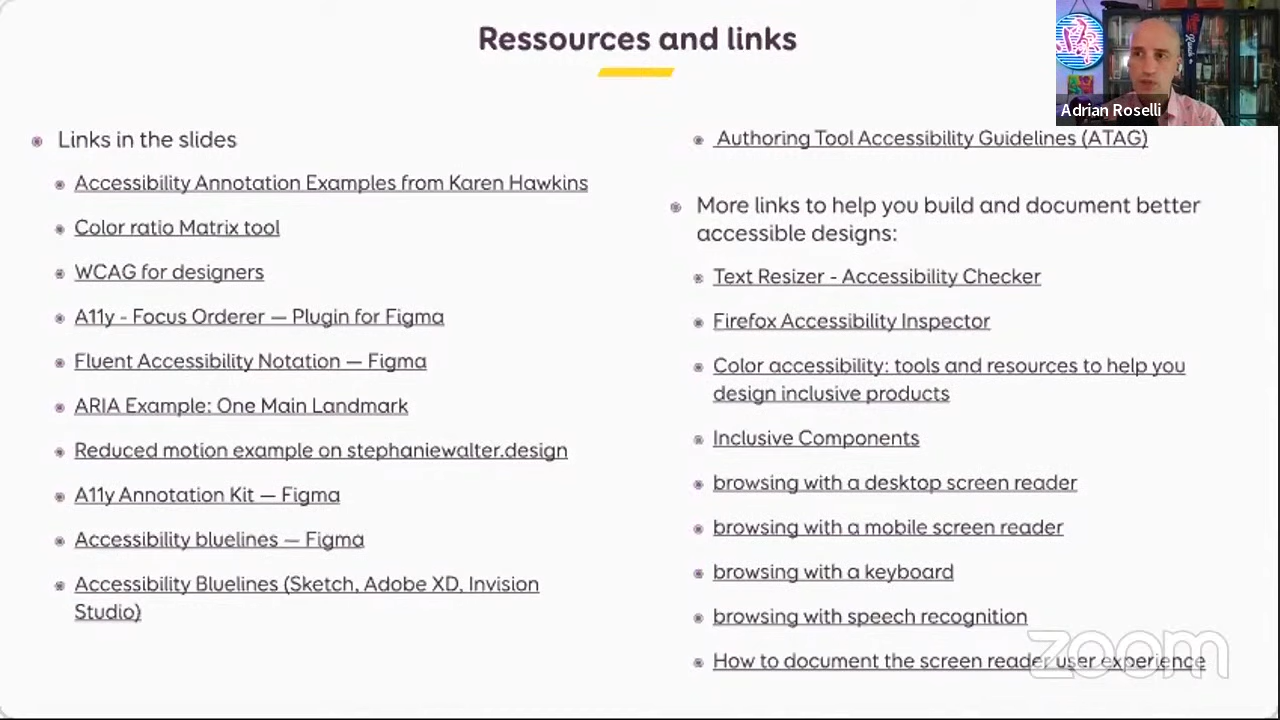 Ressources and links
Adrian Roselli
Links in the slides
Accessibility Annotation Examples from Karen Hawkins
Color ratio Matrix tool
WCAG for designers
A11y - Focus Orderer — Plugin for Figma
Fluent Accessibility Notation — Figma
ARIA Example: One Main Landmark
Reduced motion example on stephaniewalter.design
A11y Annotation Kit — Figma
Accessibility bluelines — Figma
Accessibility Bluelines (Sketch, Adobe XD, Invision
Studio)
Authoring Tool Accessibility Guidelines (ATAG)
More links to help you build and document better
accessible designs:
Text Resizer - Accessibility Checker
Firefox Accessibility Inspector
Color accessibility: tools and resources to help you
design inclusive products
Inclusive Components
browsing with a desktop screen reader
browsing with a mobile screen reader
browsing with a keyboard
browsing with speech recognition
How to document the screen reader user experience
zoom